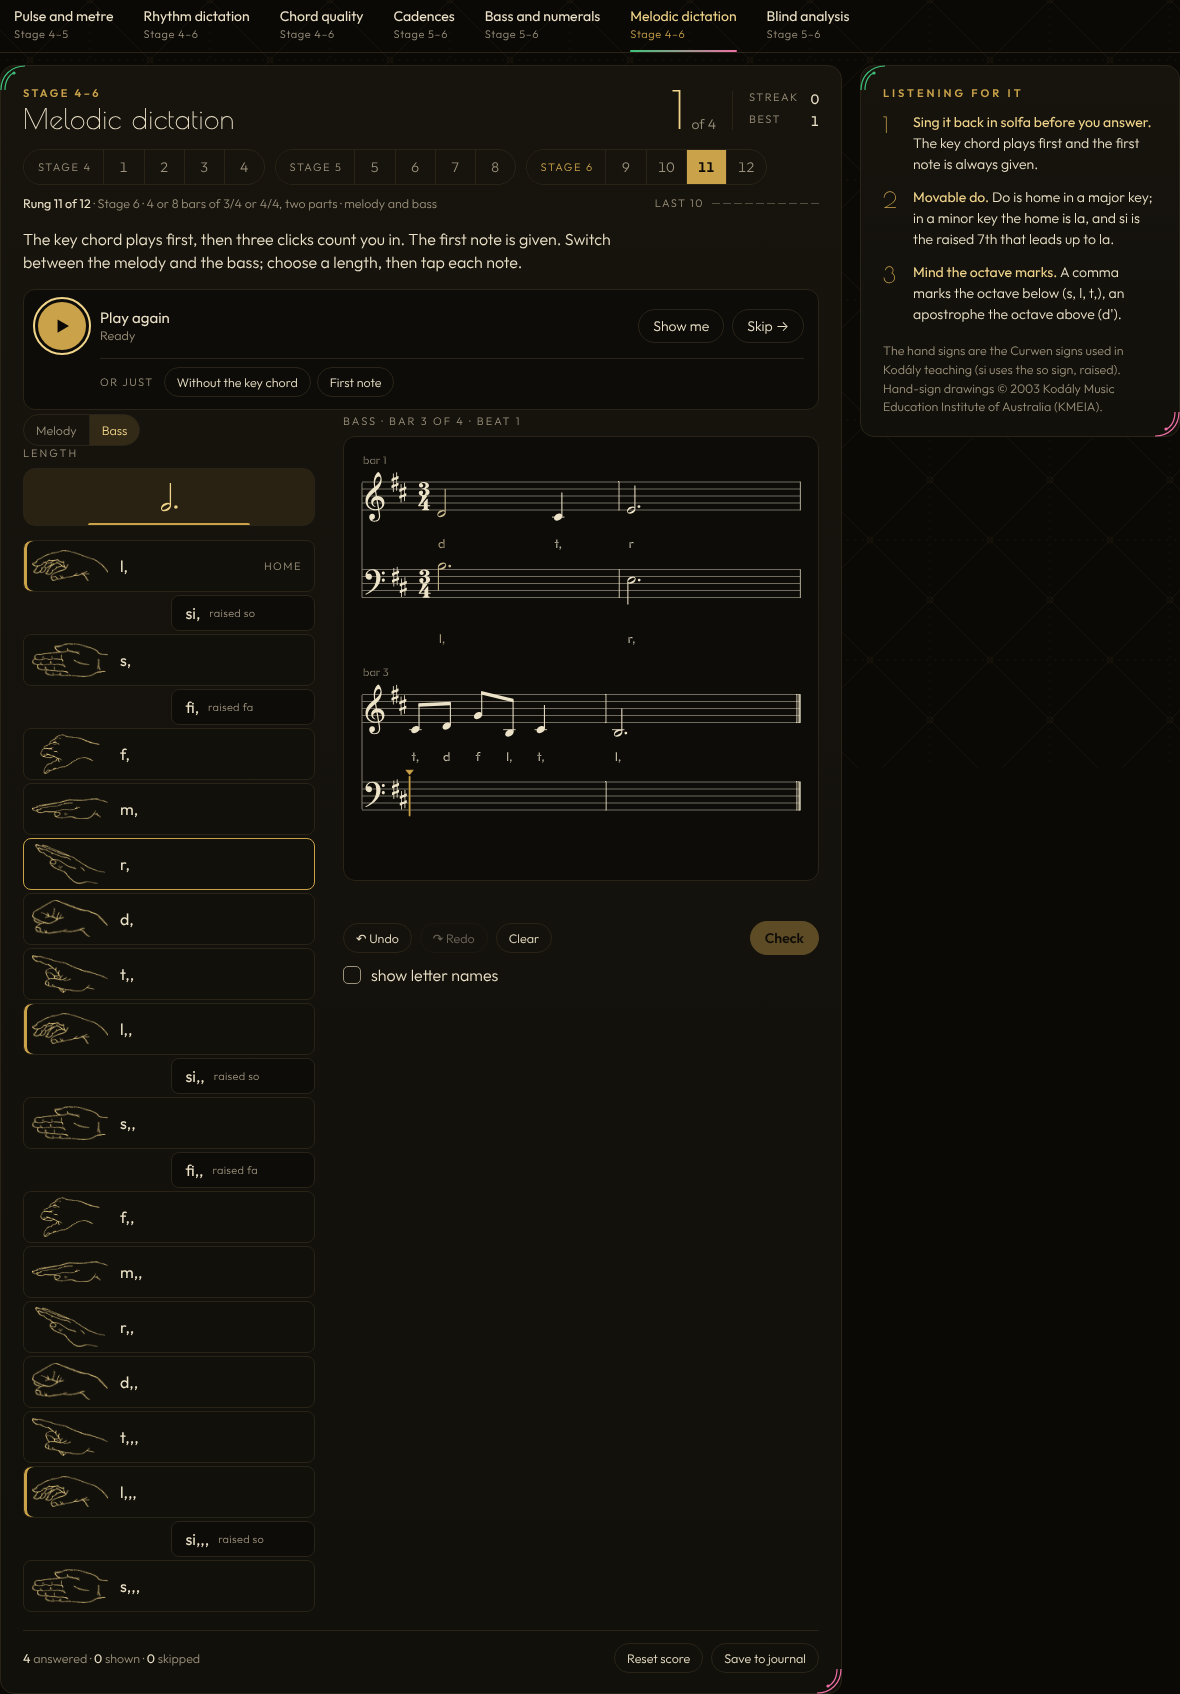 Pulse and metre
Stage 4–5
Rhythm dictation
Stage 4–6
Chord quality
Stage 4–6
Cadences
Stage 5–6
Bass and numerals
Stage 5–6
Melodic dictation
Stage 4–6
Blind analysis
Stage 5–6
STAGE 4–6
Melodic dictation
1 of 4
STREAK 0
BEST 1
STAGE 4 1 2 3 4
STAGE 5 5 6 7 8
STAGE 6 9 10 11 12
Rung 11 of 12 · Stage 6 · 4 or 8 bars of 3/4 or 4/4, two parts · melody and bass
LAST 10
The key chord plays first, then three clicks count you in. The first note is given. Switch
between the melody and the bass; choose a length, then tap each note.
Play again
Ready
Show me
Skip →
OR JUST
Without the key chord
First note
Melody
Bass
LENGTH
l, HOME
si, raised so
s,
fi, raised fa
f,
m,
r,
d,
t,,
l,,
si,, raised so
s,,
fi,, raised fa
f,,
m,,
r,,
d,,
t,,,
l,,,
si,,, raised so
s,,,
BASS · BAR 3 OF 4 · BEAT 1
bar 1
3
4
d t, r
3
4
l, r,
bar 3
t, d f l, t, l,
↶ Undo
↷ Redo
Clear
Check
show letter names
4 answered · 0 shown · 0 skipped
Reset score
Save to journal
LISTENING FOR IT
1 Sing it back in solfa before you answer.
The key chord plays first and the first
note is always given.
2 Movable do. Do is home in a major key;
in a minor key the home is la, and si is
the raised 7th that leads up to la.
3 Mind the octave marks. A comma
marks the octave below (s, l, t,), an
apostrophe the octave above (d').
The hand signs are the Curwen signs used in
Kodály teaching (si uses the so sign, raised).
Hand-sign drawings © 2003 Kodály Music
Education Institute of Australia (KMEIA).